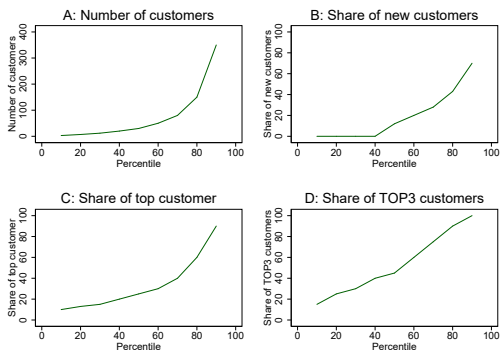 A: Number of customers
Number of customers
0 100 200 300 400
0 20 40 60 80 100
Percentile
B: Share of new customers
Share of new customers
0 20 40 60 80 100
0 20 40 60 80 100
Percentile
C: Share of top customer
Share of top customer
0 20 40 60 80 100
0 20 40 60 80 100
Percentile
D: Share of TOP3 customers
Share of TOP3 customers
0 20 40 60 80 100
0 20 40 60 80 100
Percentile